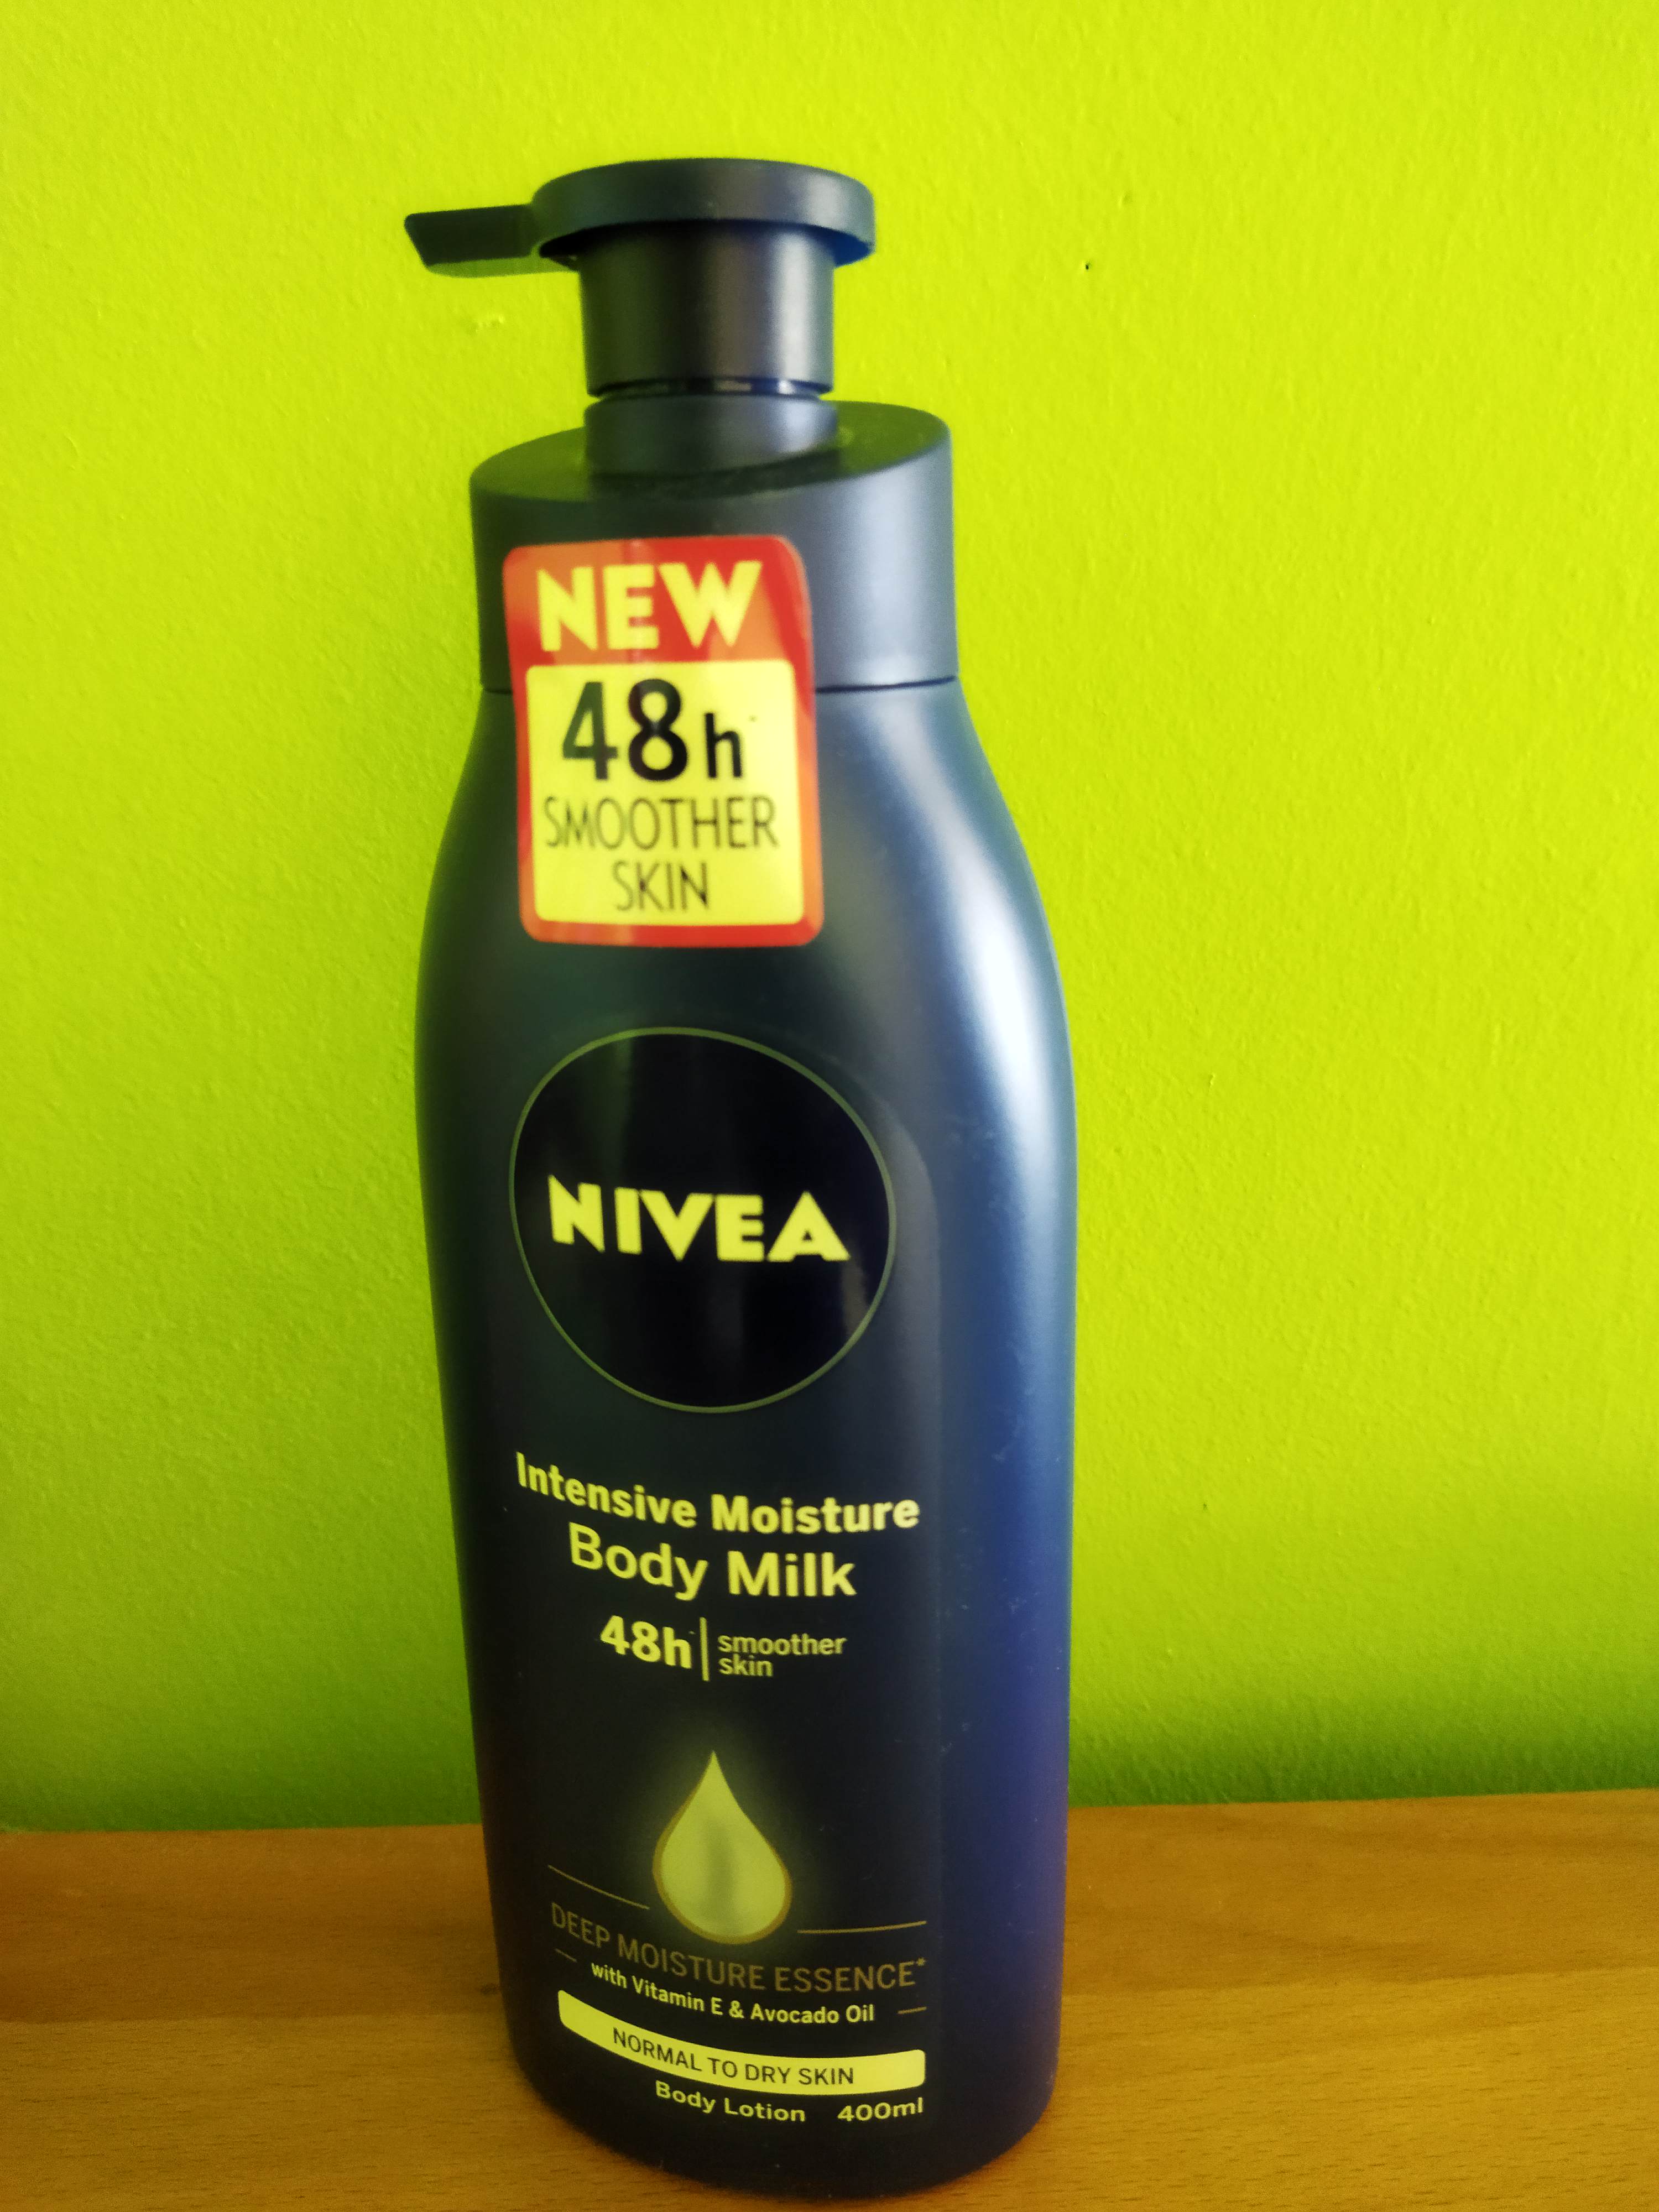 NEW
48h
SMOOTHER
SKIN
NIVEA
Intensive Moisture
Body Milk
48h smoother
skin
DEEP MOISTURE ESSENCE*
with Vitamin E & Avocado Oil
NORMAL TO DRY SKIN
Body Lotion 400ml